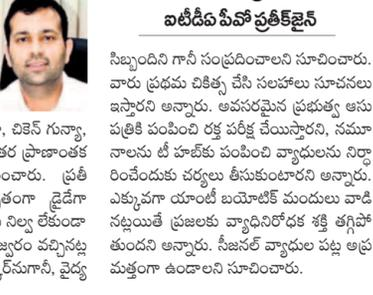 ఐటీడీఏ పీవో ప్రతీక్‌జైన్
సిబ్బందిని గానీ సంప్రదించాలని సూచించారు.
వారు ప్రథమ చికిత్స చేసి సలహాలు సూచనలు
ఇస్తారని అన్నారు. అవసరమైన ప్రభుత్వ ఆసు
పత్రికి పంపించి రక్త పరీక్ష చేయిస్తారని, నమూ
నాలను టీ హబ్‌కు పంపించి వ్యాధులను నిర్ధా
రించేందుకు చర్యలు తీసుకుంటారని అన్నారు.
ఎక్కువగా యాంటీ బయోటిక్ మందులు వాడి
నట్లయితే ప్రజలకు వ్యాధినిరోధక శక్తి తగ్గిపో
తుందని అన్నారు. సీజనల్ వ్యాధుల పట్ల అప్ర
మత్తంగా ఉండాలని సూచించారు.
, చికెన్ గున్యా,
తర ప్రాణాంతక
ంచారు. ప్రతీ
ృతంగా డ్రైడేగా
నిల్వ లేకుండా
జ్వరం వచ్చినట్ల
ర్‌నుగానీ, వైద్య